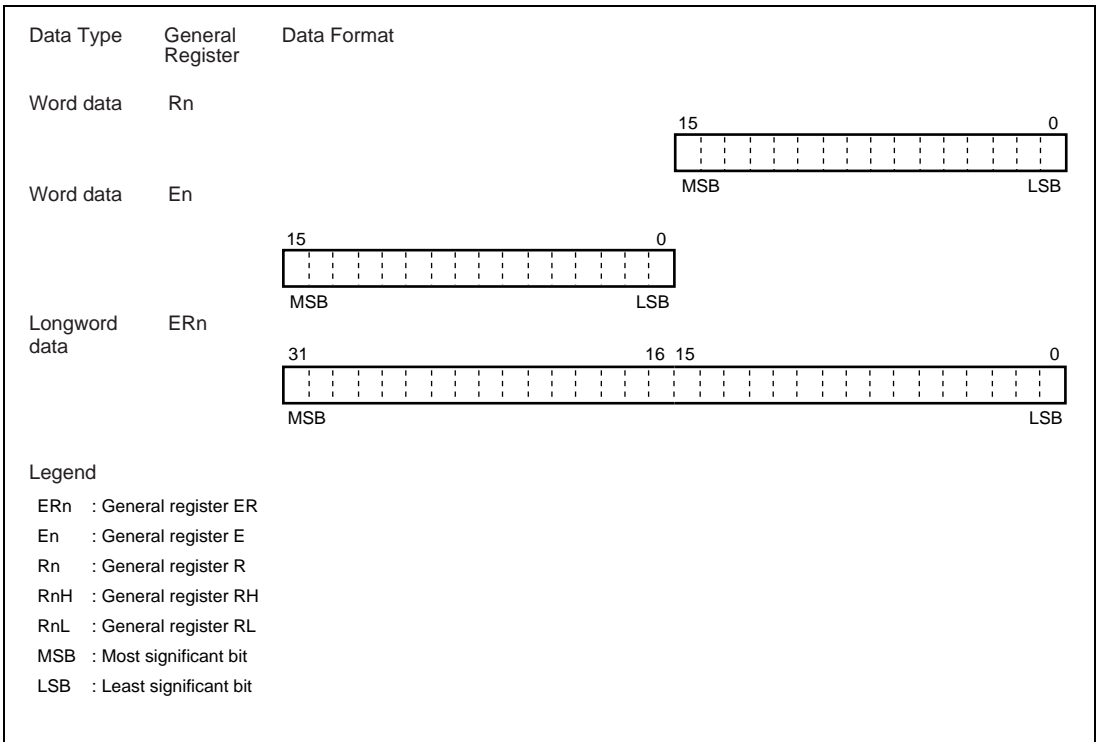 Data Type General Register Data Format
Word data Rn
15 0
MSB LSB
Word data En
15 0
MSB LSB
Longword data ERn
31 16 15 0
MSB LSB
Legend
ERn : General register ER
En : General register E
Rn : General register R
RnH : General register RH
RnL : General register RL
MSB : Most significant bit
LSB : Least significant bit